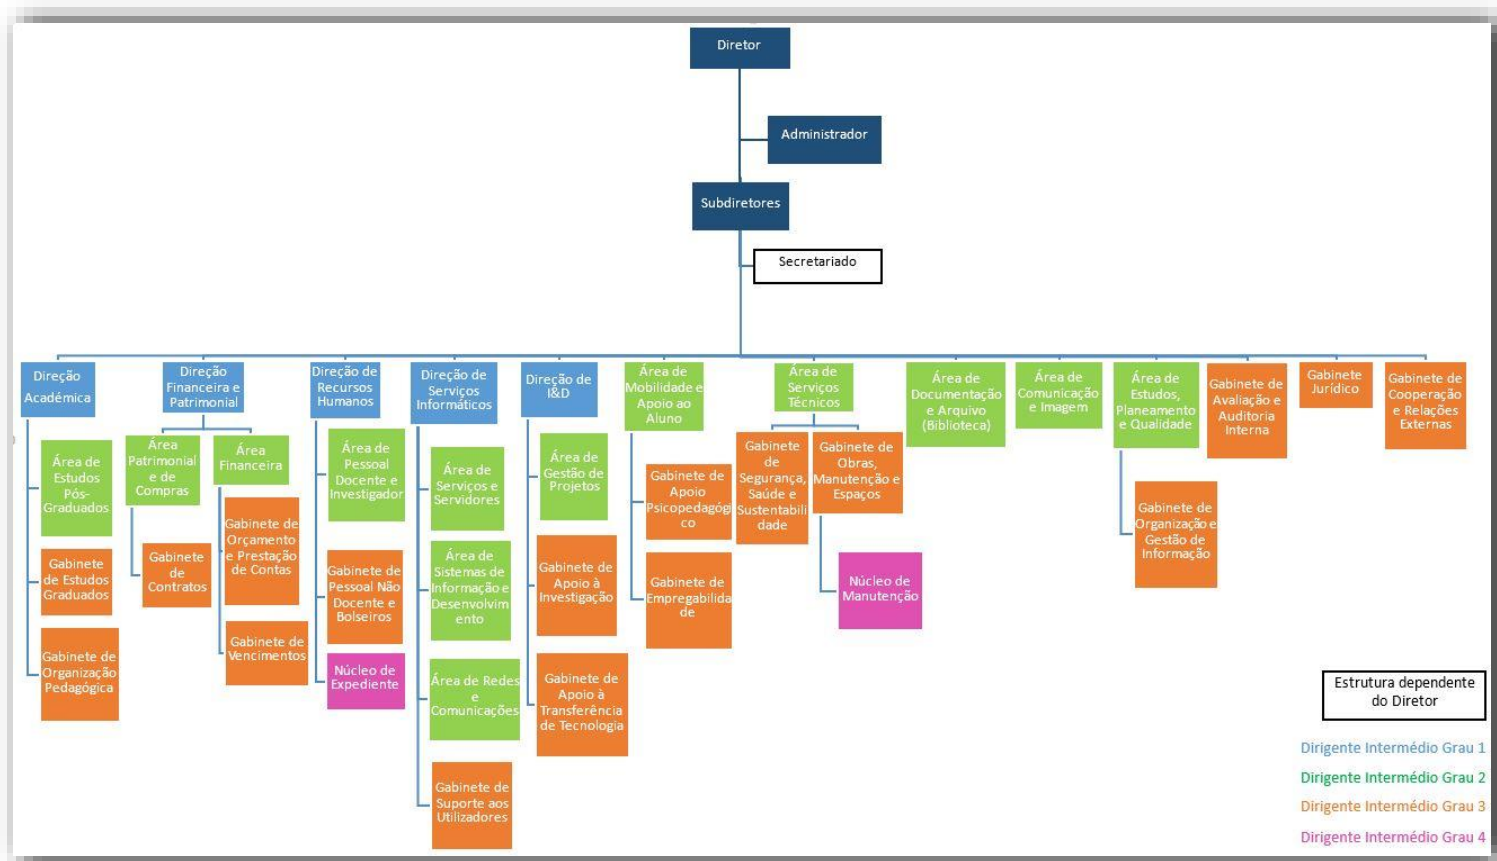 Diretor
Administrador
Subdiretores
Secretariado
Direção
Académica
Direção
Financeira e
Patrimonial
Direção de
Recursos
Humanos
Direção de
Serviços
Informáticos
Direção de
I&D
Área de
Mobilidade e
Apoio ao
Aluno
Área de
Serviços
Técnicos
Área de
Documentação
e Arquivo
(Biblioteca)
Área de
Comunicação
e Imagem
Área de
Estudos,
Planeamento
e Qualidade
Gabinete de
Avaliação e
Auditoria
Interna
Gabinete
Jurídico
Gabinete de
Cooperação
e Relações
Externas
Área de
Estudos
Pós-
Graduados
Gabinete
de Estudos
Graduados
Gabinete de
Organização
Pedagógica
Área
Patrimonial
e de
Compras
Gabinete
de
Contratos
Área
Financeira
Gabinete de
Orçamento
e Prestação
de Contas
Gabinete de
Vencimentos
Área de
Pessoal
Docente e
Investigador
Gabinete de
Pessoal Não
Docente e
Bolseiros
Núcleo de
Expediente
Área de
Serviços e
Servidores
Área de
Sistemas de
Informação e
Desenvolvim
ento
Área de Redes
e
Comunicações
Gabinete de
Suporte aos
Utilizadores
Área de
Gestão de
Projetos
Gabinete de
Apoio à
Investigação
Gabinete de
Apoio à
Transferência
de Tecnologia
Gabinete de
Apoio
Psicopedagógi
co
Gabinete de
Empregabilida
de
Gabinete
de
Segurança,
Saúde e
Sustentabili
dade
Gabinete de
Obras,
Manutenção e
Espaços
Núcleo de
Manutenção
Gabinete de
Organização e
Gestão de
Informação
Estrutura dependente
do Diretor
Dirigente Intermédio Grau 1
Dirigente Intermédio Grau 2
Dirigente Intermédio Grau 3
Dirigente Intermédio Grau 4